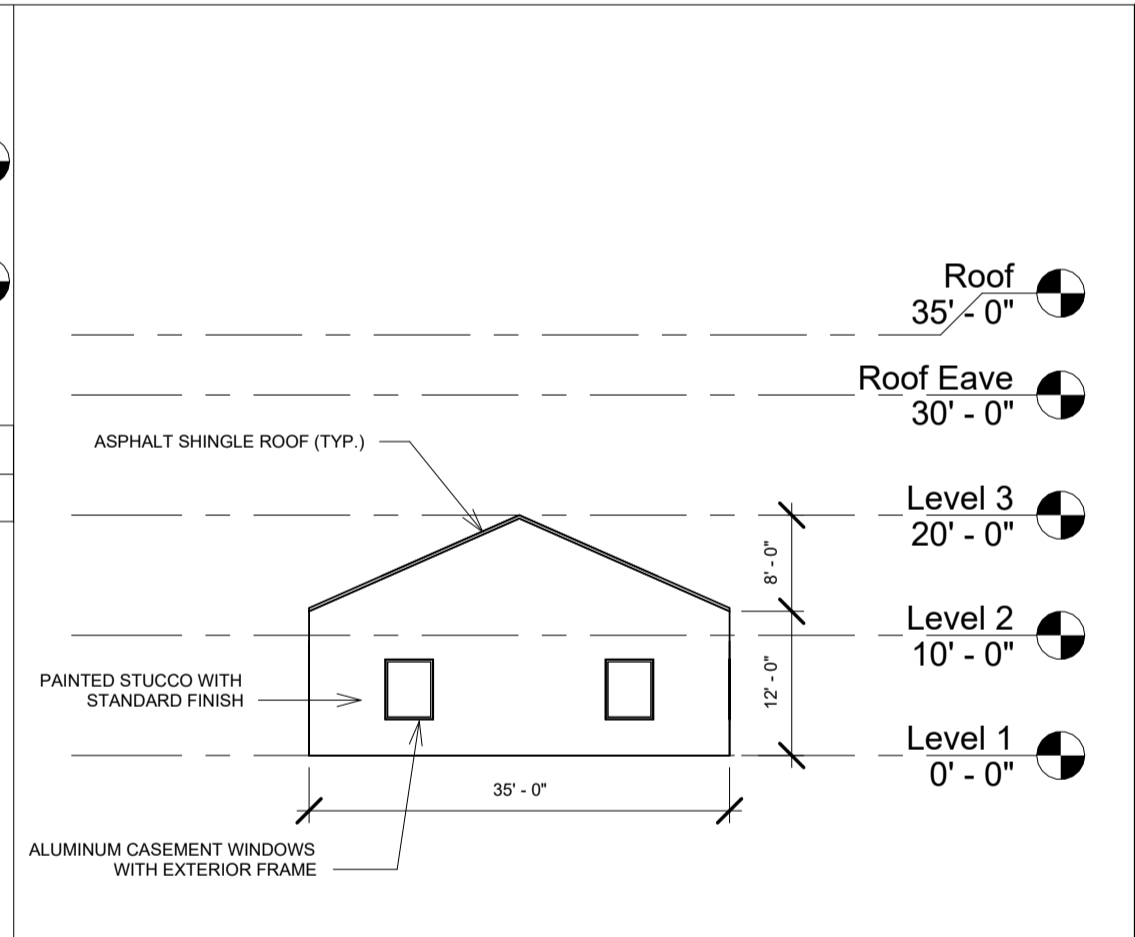 Roof
35' - 0"
Roof Eave
30' - 0"
ASPHALT SHINGLE ROOF (TYP.)
Level 3
20' - 0"
8' - 0"
Level 2
10' - 0"
PAINTED STUCCO WITH
STANDARD FINISH
12' - 0"
Level 1
0' - 0"
35' - 0"
ALUMINUM CASEMENT WINDOWS
WITH EXTERIOR FRAME